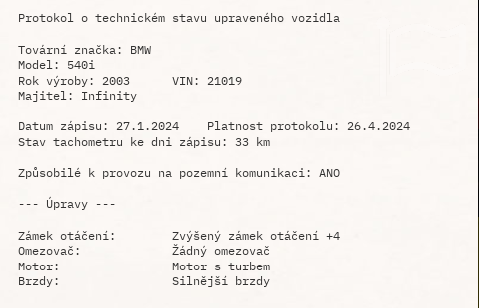 Protokol o technickém stavu upraveného vozidla
Tovární značka: BMW
Model: 540i
Rok výroby: 2003 VIN: 21019
Majitel: Infinity
Datum zápisu: 27.1.2024 Platnost protokolu: 26.4.2024
Stav tachometru ke dni zápisu: 33 km
Způsobilé k provozu na pozemní komunikaci: ANO
--- Úpravy ---
Zámek otáčení: Zvýšený zámek otáčení +4
Omezovač: Žádný omezovač
Motor: Motor s turbem
Brzdy: Silnější brzdy